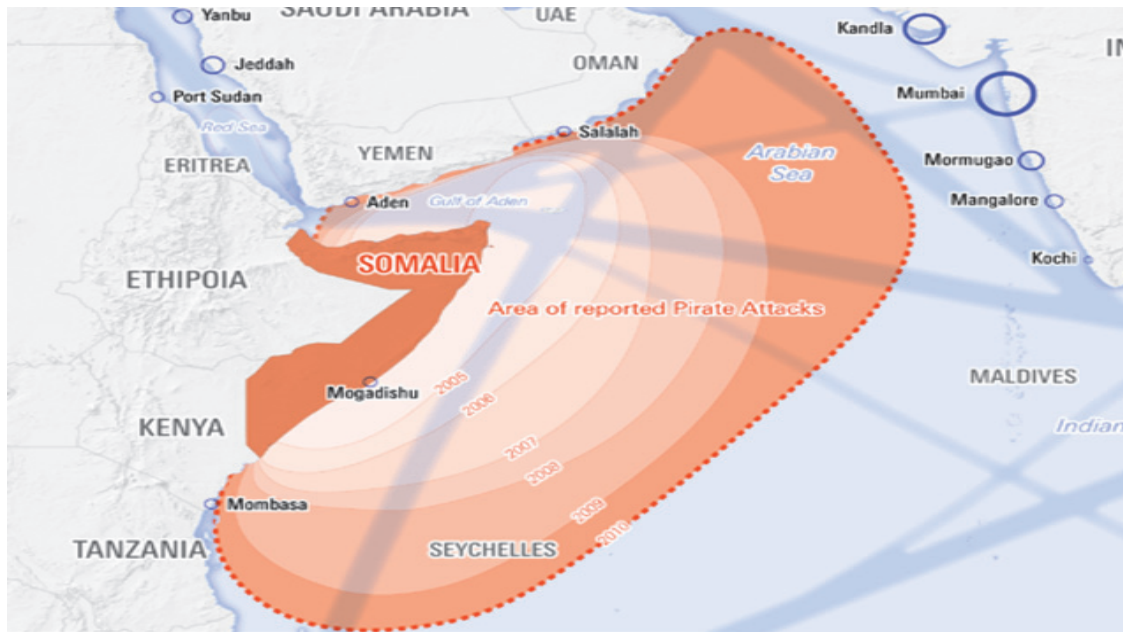 SAUDI ARABIA
UAE
Yanbu
Kandla
OMAN
Jeddah
Mumbai
Port Sudan
Red Sea
Salalah
YEMEN
Arabian
Sea
Mormugao
ERITREA
Aden
Gulf of Aden
Mangalore
Kochi
SOMALIA
ETHIPOIA
Area of reported Pirate Attacks
MALDIVES
Mogadishu
2005
2006
KENYA
Indian
2007
2008
Mombasa
2009
2010
TANZANIA
SEYCHELLES